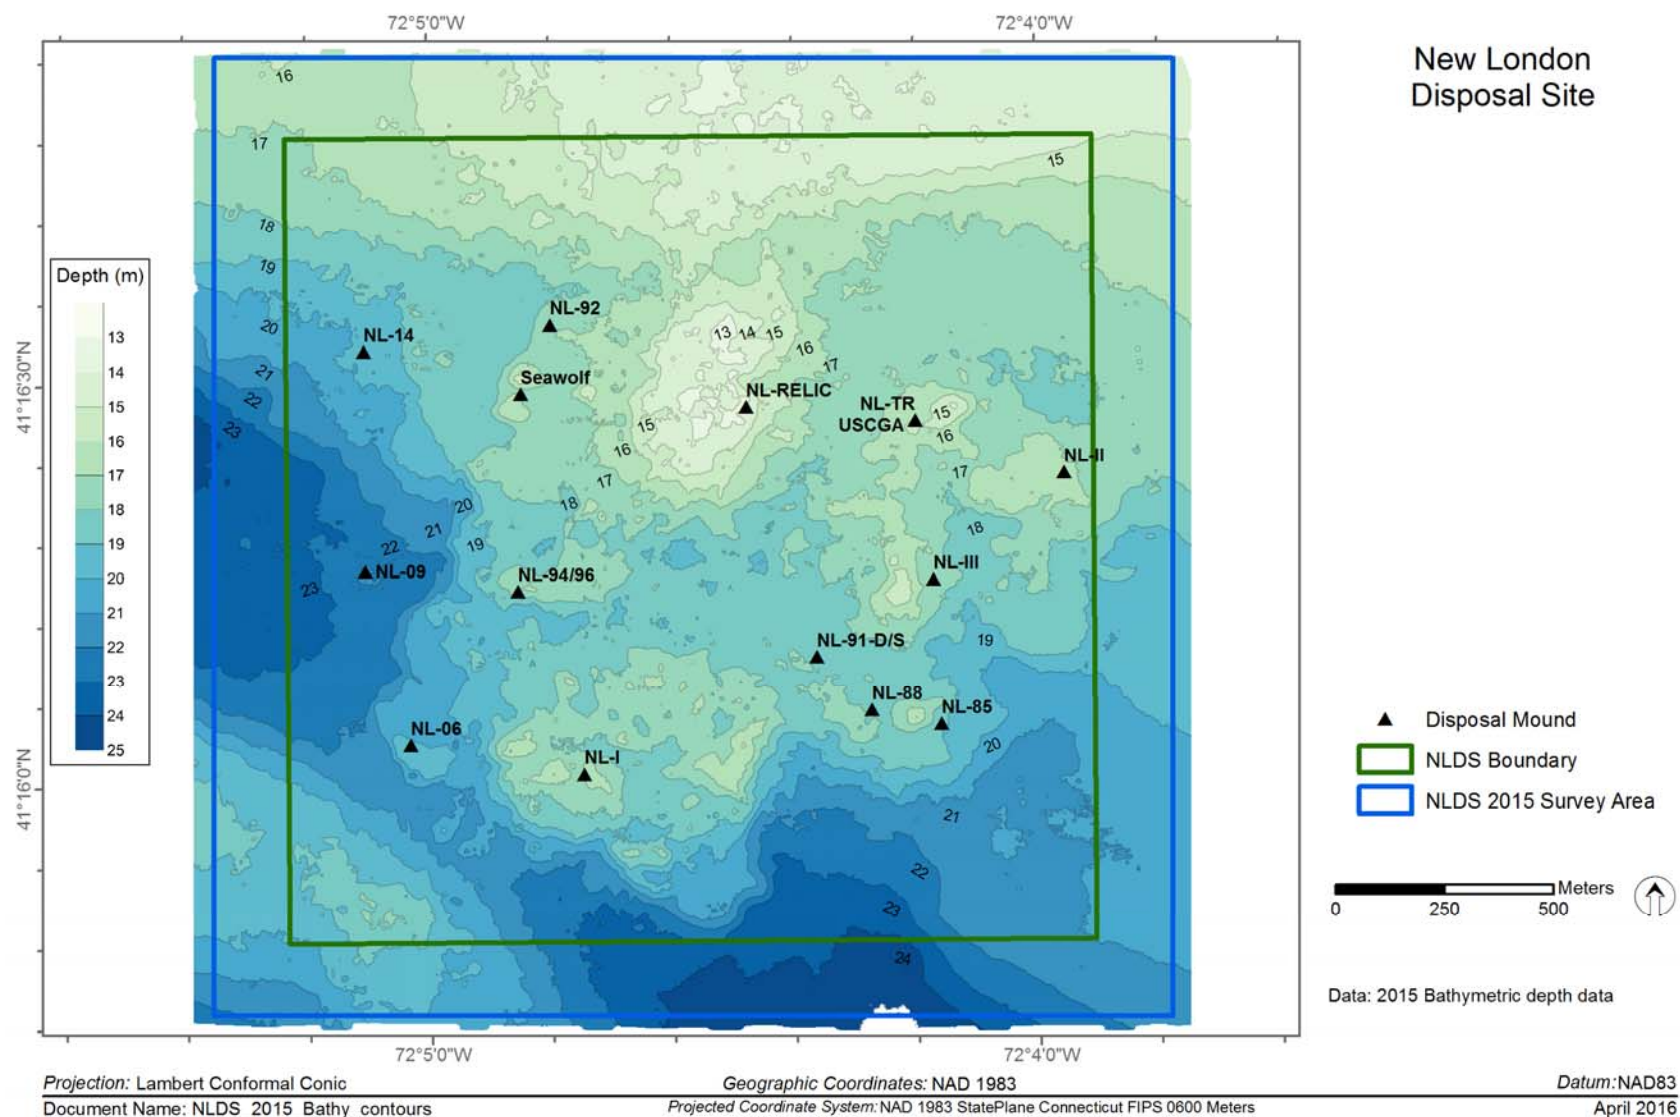 72°5'0"W
72°4'0"W
New London
Disposal Site
16
17
15
18
19
20
21
22
23
NL-92
NL-14
13
14
15
16
17
Seawolf
NL-RELIC
NL-TR
USCGA
15
16
NL-II
15
16
17
17
18
20
21
22
19
18
NL-09
23
NL-94/96
NL-III
NL-91-D/S
19
NL-88
NL-85
NL-06
NL-I
20
21
22
23
24
41°16'30"N
41°16'0"N
Depth (m)
13
14
15
16
17
18
19
20
21
22
23
24
25
Disposal Mound
NLDS Boundary
NLDS 2015 Survey Area
Meters
0 250 500
Data: 2015 Bathymetric depth data
72°5'0"W
72°4'0"W
Projection: Lambert Conformal Conic
Geographic Coordinates: NAD 1983
Datum:NAD83
Document Name: NLDS_2015_Bathy_contours
Projected Coordinate System:NAD 1983 StatePlane Connecticut FIPS 0600 Meters
April 2016